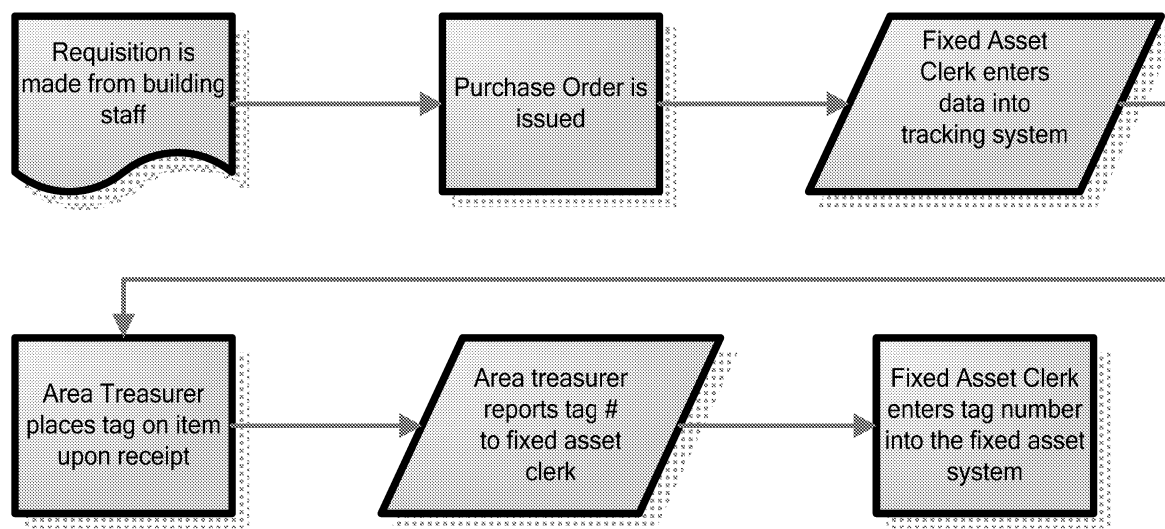 Requisition is
made from building
staff
Purchase Order is
issued
Fixed Asset
Clerk enters
data into
tracking system
Area Treasurer
places tag on item
upon receipt
Area treasurer
reports tag #
to fixed asset
clerk
Fixed Asset Clerk
enters tag number
into the fixed asset
system